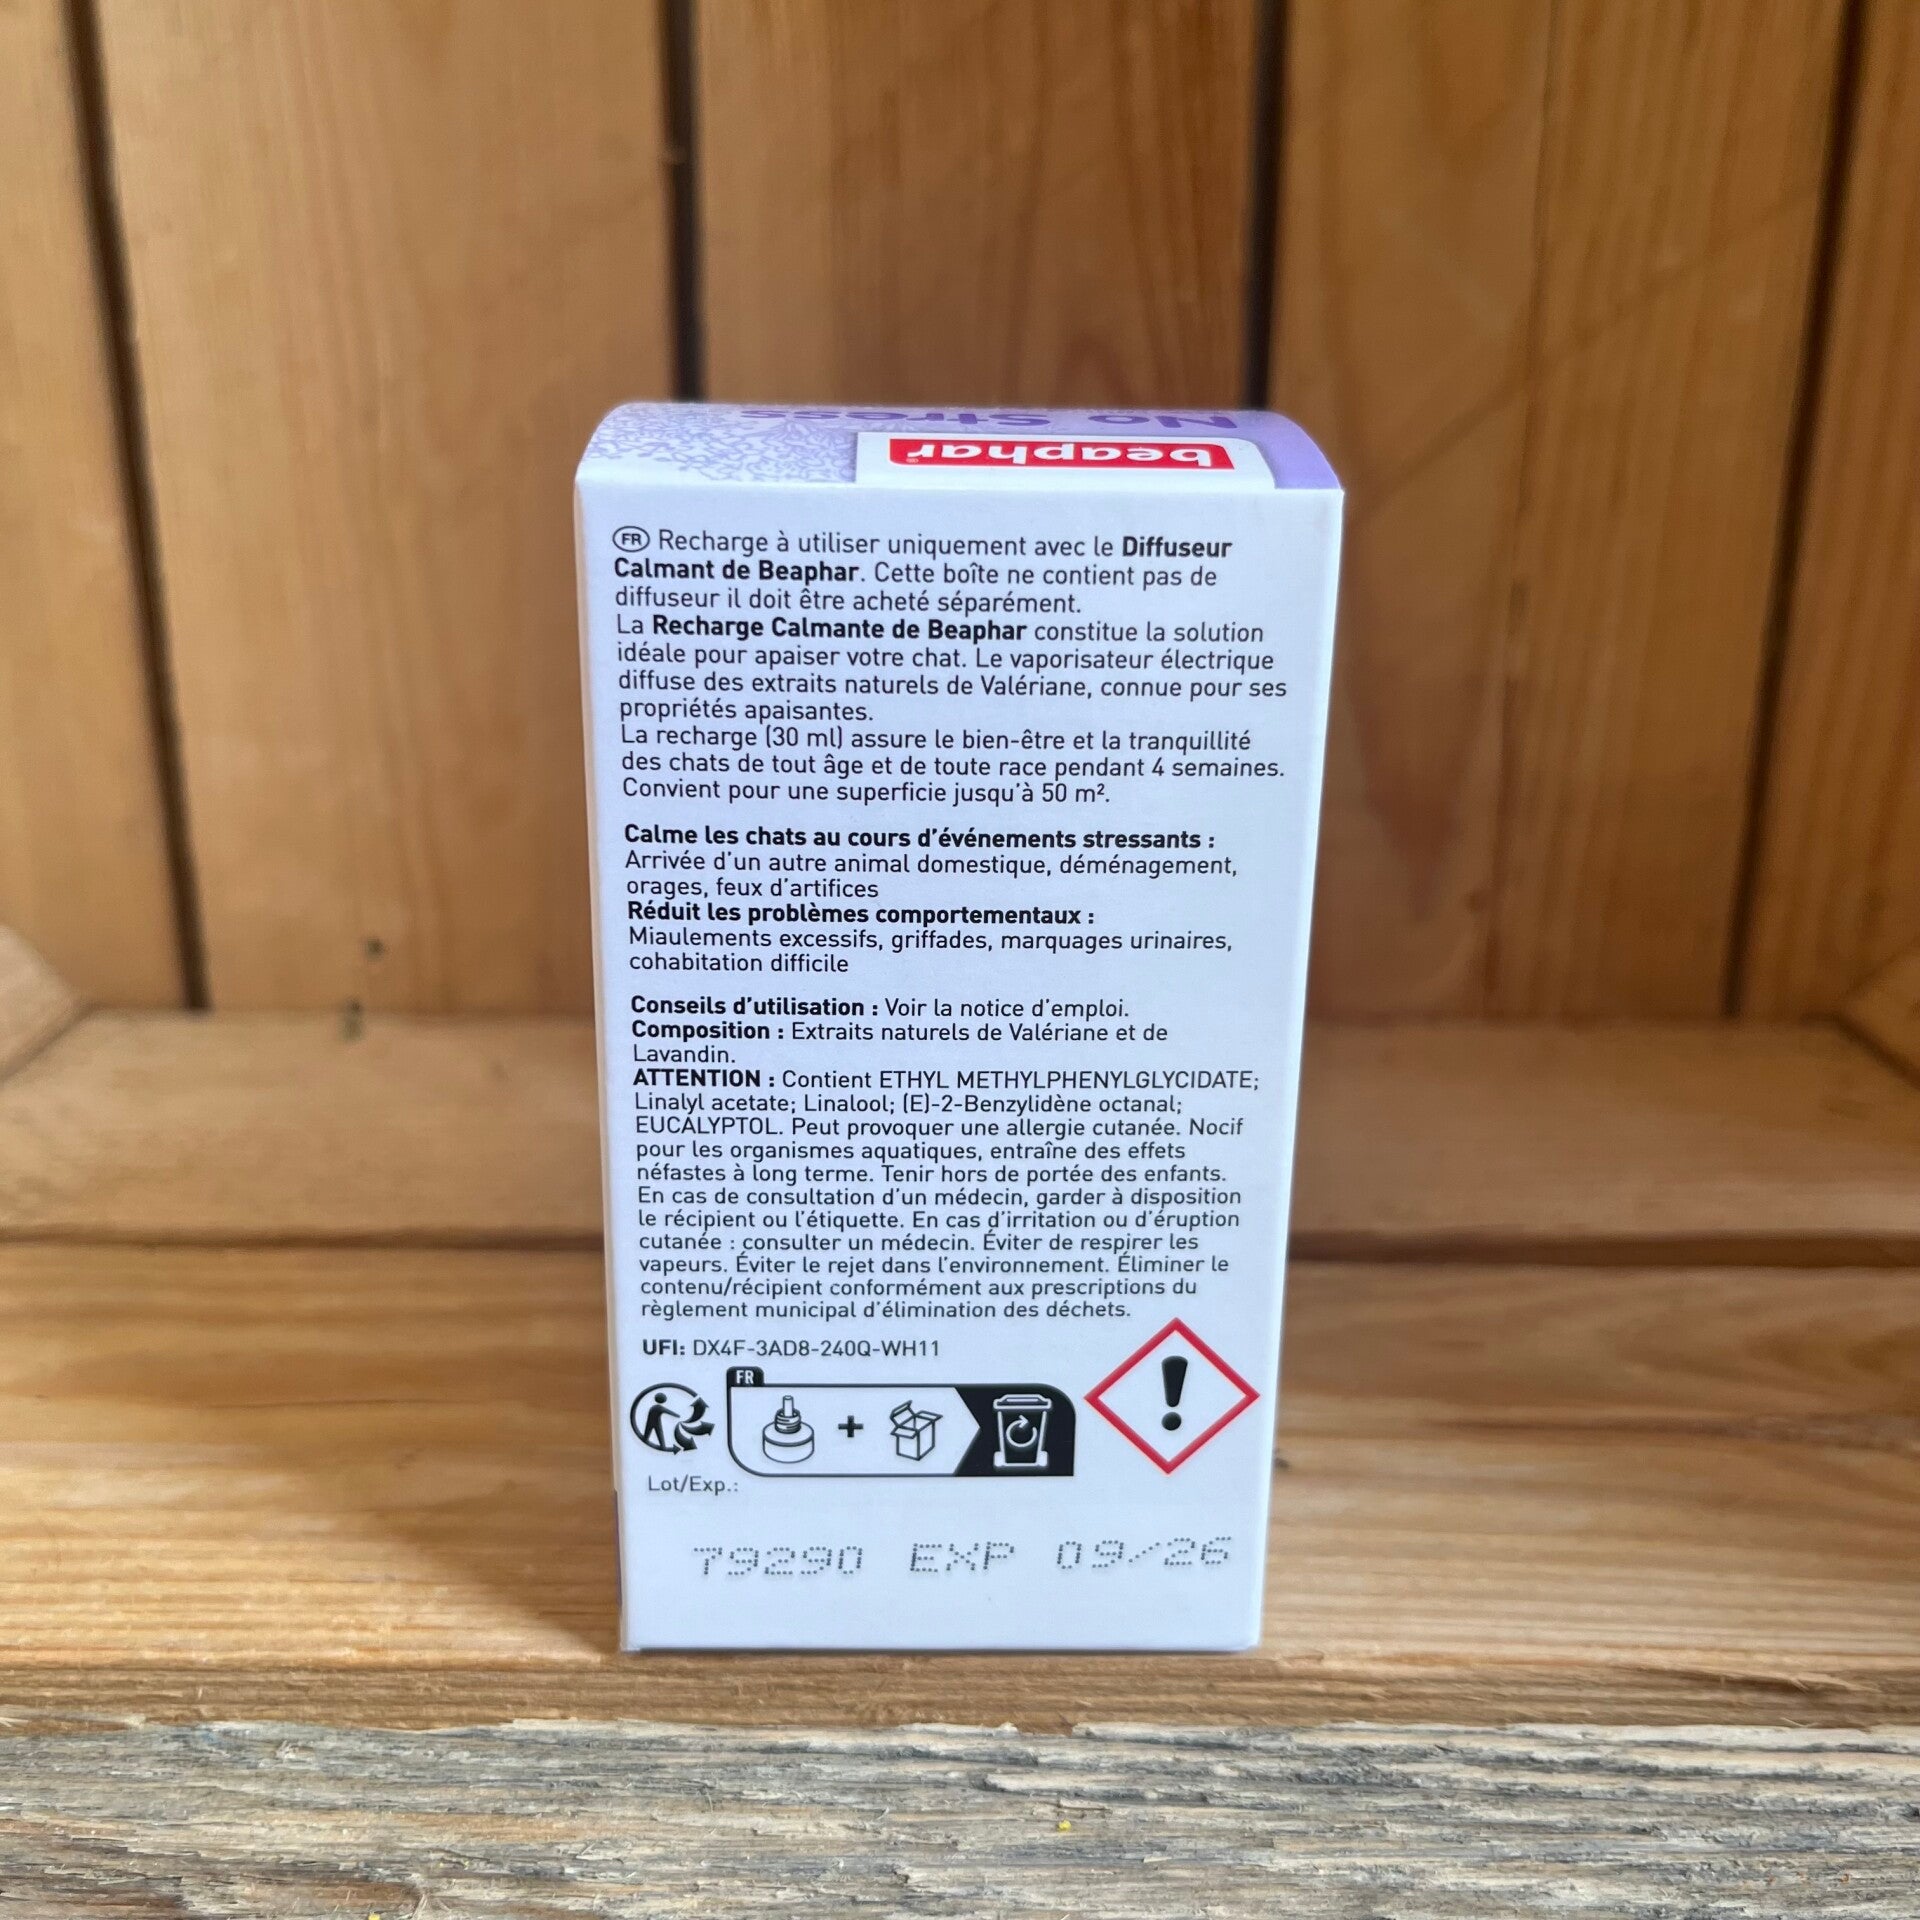 No Stress
beaphar®
FR Recharge à utiliser uniquement avec le Diffuseur
Calmant de Beaphar. Cette boîte ne contient pas de
diffuseur il doit être acheté séparément.
La Recharge Calmante de Beaphar constitue la solution
idéale pour apaiser votre chat. Le vaporisateur électrique
diffuse des extraits naturels de Valériane, connue pour ses
propriétés apaisantes.
La recharge (30 ml) assure le bien-être et la tranquillité
des chats de tout âge et de toute race pendant 4 semaines.
Convient pour une superficie jusqu'à 50 m².
Calme les chats au cours d'événements stressants :
Arrivée d'un autre animal domestique, déménagement,
orages, feux d'artifices
Réduit les problèmes comportementaux :
Miaulements excessifs, griffades, marquages urinaires,
cohabitation difficile
Conseils d'utilisation : Voir la notice d'emploi.
Composition : Extraits naturels de Valériane et de
Lavandin.
ATTENTION : Contient ETHYL METHYLPHENYLGLYCIDATE;
Linalyl acetate; Linalool; (E)-2-Benzylidène octanal;
EUCALYPTOL. Peut provoquer une allergie cutanée. Nocif
pour les organismes aquatiques, entraîne des effets
néfastes à long terme. Tenir hors de portée des enfants.
En cas de consultation d'un médecin, garder à disposition
le récipient ou l'étiquette. En cas d'irritation ou d'éruption
cutanée : consulter un médecin. Éviter de respirer les
vapeurs. Éviter le rejet dans l'environnement. Éliminer le
contenu/récipient conformément aux prescriptions du
règlement municipal d'élimination des déchets.
UFI: DX4F-3AD8-240Q-WH11
FR
+
Lot/Exp.:
79290 EXP 09/26